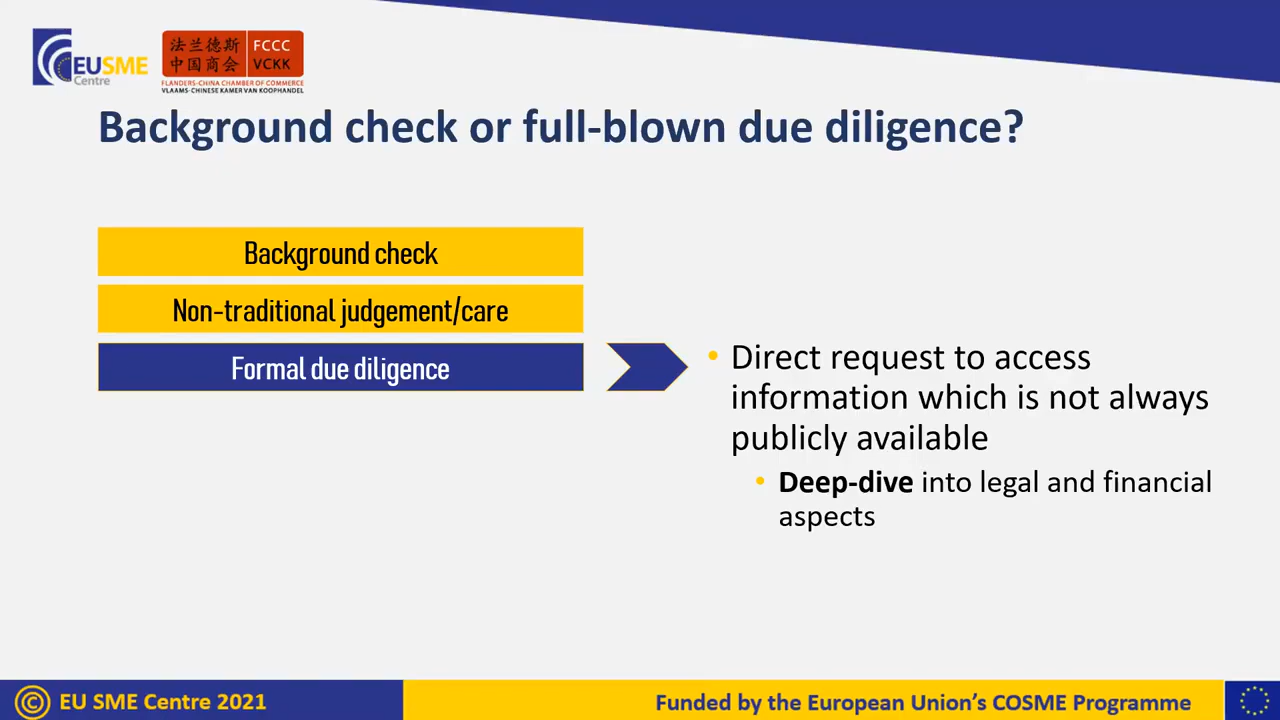 EUSME
Centre
法兰德斯
中国商会
FCCC
VCKK
FLANDERS-CHINA CHAMBER OF COMMERCE
VLAAMS-CHINESE KAMER VAN KOOPHANDEL
Background check or full-blown due diligence?
Background check
Non-traditional judgement/care
Formal due diligence
• Direct request to access
information which is not always
publicly available
• Deep-dive into legal and financial
aspects
© EU SME Centre 2021
Funded by the European Union’s COSME Programme